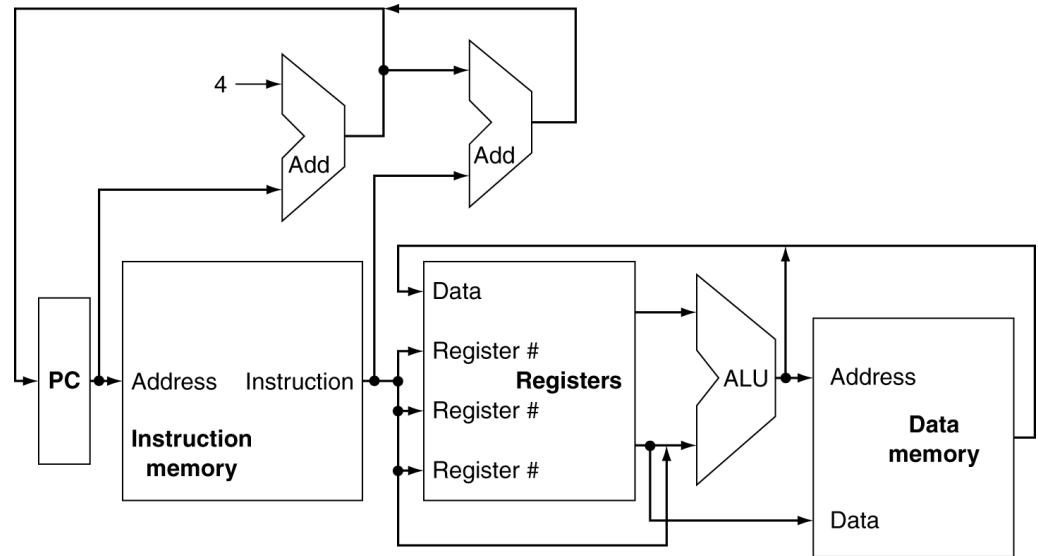 4
Add
Add
Data
Register #
Register #
Register #
Registers
PC
Address
Instruction
Instruction
memory
ALU
Address
Data
memory
Data